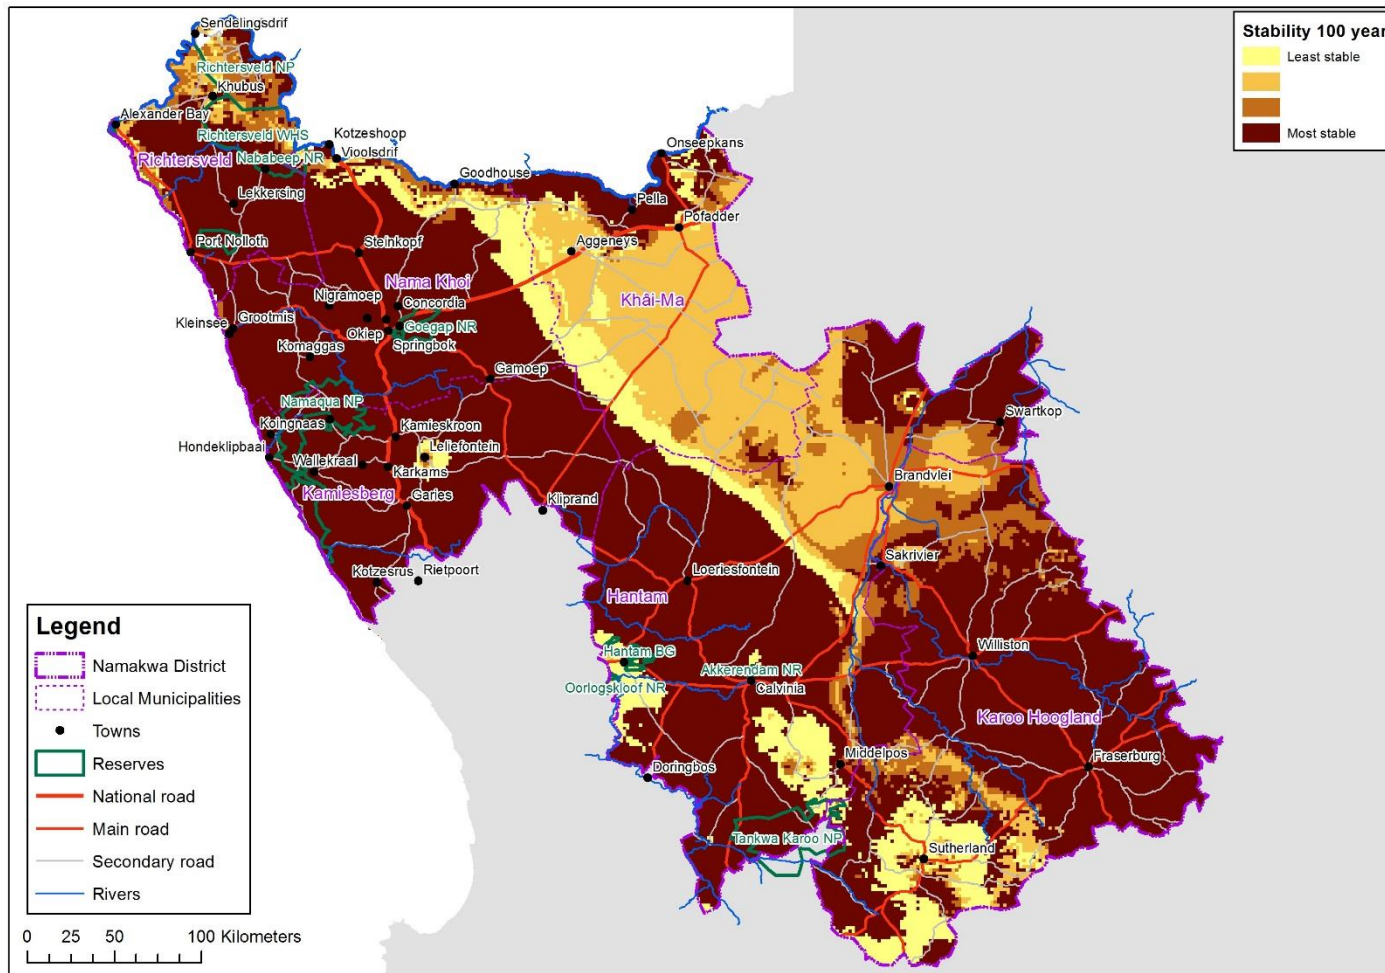 Stability 100 year
Least stable
Most stable
Sendelingsdrif
Richtersveld NP
Khubus
Alexander Bay
Kotzeshoop
Richtersveld WHS
Vioolsdrif
Onseepkans
Richtersveld
Nababeep NR
Goodhouse
Lekkersing
Pella
Pofadder
Port Nolloth
Steinkopf
Aggeneys
Nama Khoi
Khâi-Ma
Nigramoep
Concordia
Kleinsee
Grootmis
Okiep
Goegap NR
Springbok
Komaggas
Gamoep
Namaqua NP
Koingnaas
Swartkop
Kamieskroon
Hondeklipbaai
Leliefontein
Wallekraal
Karkams
Brandvlei
Kamiesberg
Garies
Kliprand
Sakrivier
Kotzesrus
Rietpoort
Loeriesfontein
Hantam
Hantam BG
Williston
Akkerendam NR
Oorlogskloof NR
Calvinia
Karoo Hoogland
Middelpos
Fraserburg
Doringbos
Tankwa Karoo NP
Sutherland
Legend
Namakwa District
Local Municipalities
Towns
Reserves
National road
Main road
Secondary road
Rivers
0 25 50 100 Kilometers